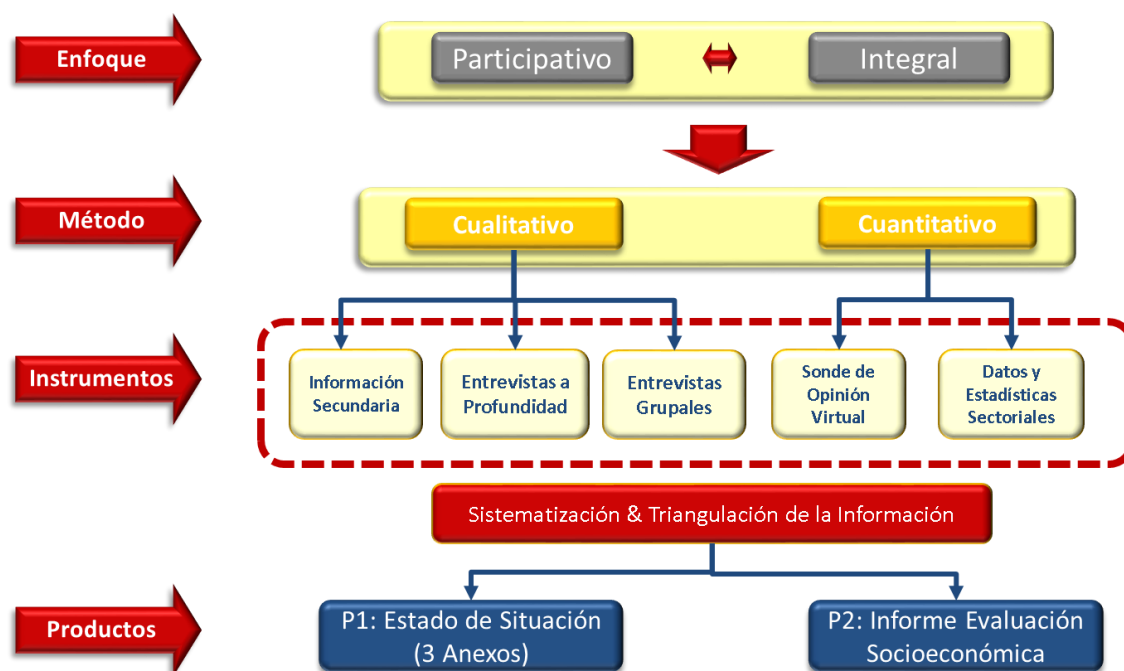 Enfoque
Participativo
Integral
Método
Cualitativo
Cuantitativo
Instrumentos
Información
Secundaria
Entrevistas a
Profundidad
Entrevistas
Grupales
Sonde de
Opinión
Virtual
Datos y
Estadísticas
Sectoriales
Sistematización & Triangulación de la Información
Productos
P1: Estado de Situación
(3 Anexos)
P2: Informe Evaluación
Socioeconómica